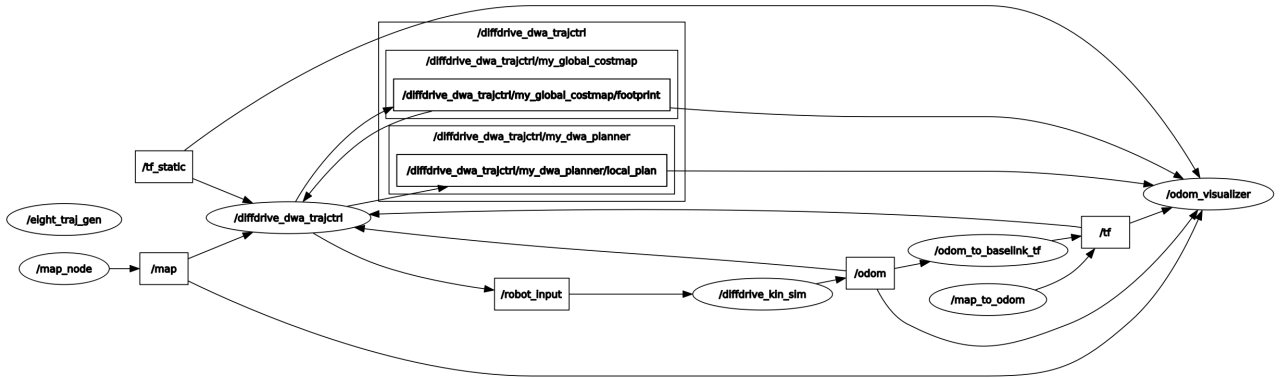 /diffdrive_dwa_trajctrl
/diffdrive_dwa_trajctrl/my_global_costmap
/diffdrive_dwa_trajctrl/my_global_costmap/footprint
/diffdrive_dwa_trajctrl/my_dwa_planner
/diffdrive_dwa_trajctrl/my_dwa_planner/local_plan
/tf_static
/odom_visualizer
/eight_traj_gen
/diffdrive_dwa_trajctrl
/tf
/odom_to_baselink_tf
/map_node
/map
/odom
/robot_input
/diffdrive_kin_sim
/map_to_odom